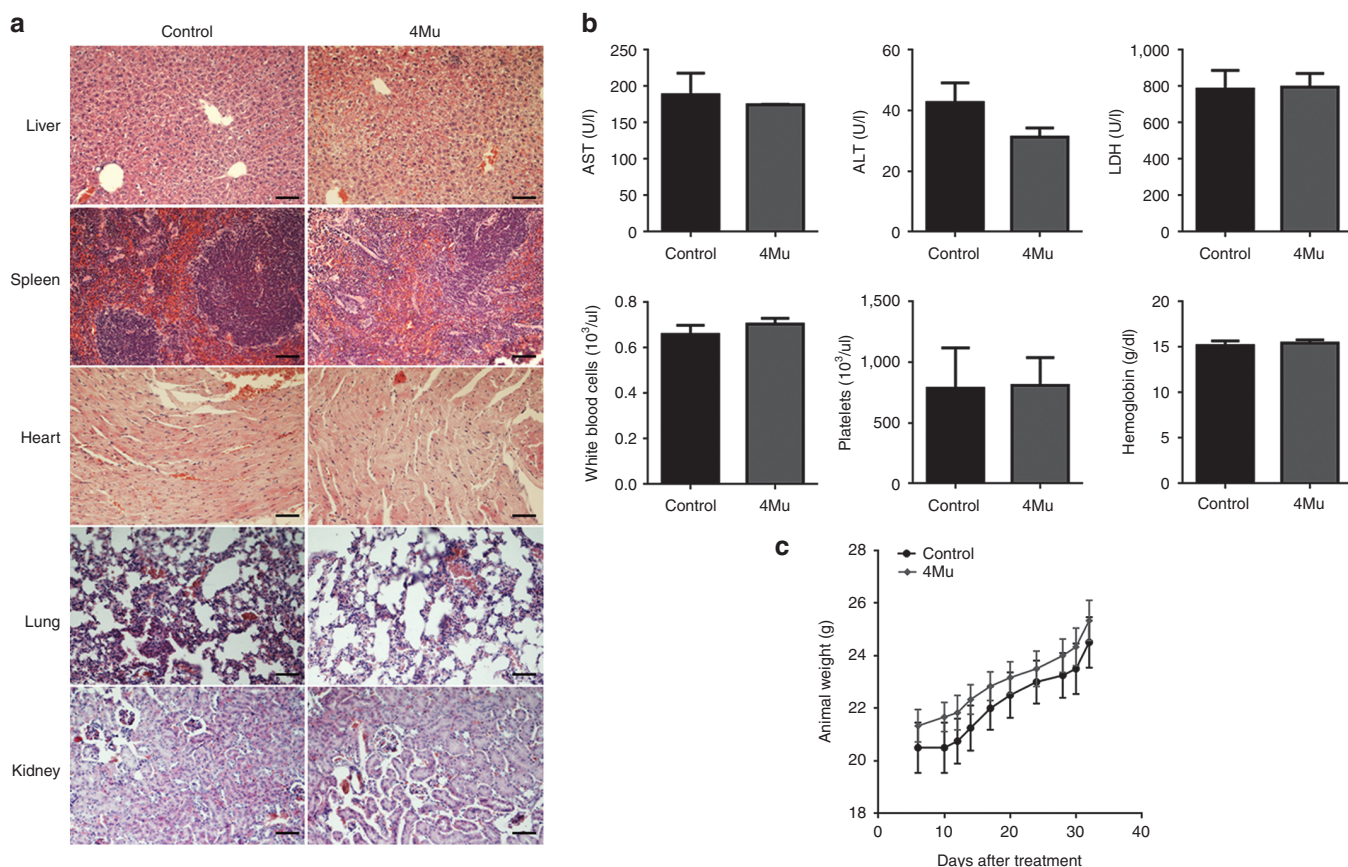 a
Control 4Mu
Liver
Spleen
Heart
Lung
Kidney
b
AST (U/l)
250
200
150
100
50
0
Control 4Mu
ALT (U/l)
60
40
20
0
Control 4Mu
LDH (U/l)
1,000
800
600
400
200
0
Control 4Mu
White blood cells (10³/ul)
0.8
0.6
0.4
0.2
0.0
Control 4Mu
Platelets (10³/ul)
1,500
1,000
500
0
Control 4Mu
Hemoglobin (g/dl)
20
15
10
5
0
Control 4Mu
c
Control
4Mu
Animal weight (g)
28
26
24
22
20
18
0 10 20 30 40
Days after treatment